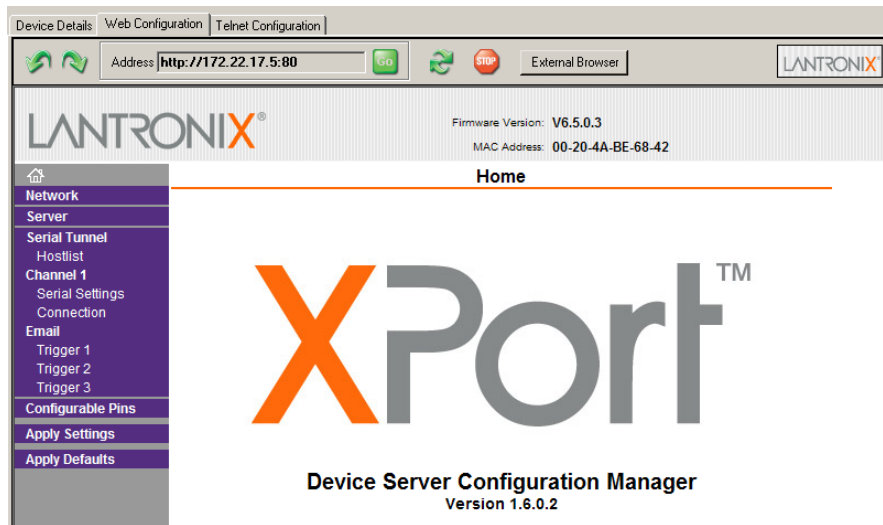 Device Details Web Configuration Telnet Configuration
Address http://172.22.17.5:80 Go STOP External Browser LANTRONIX®
LANTRONIX®
Firmware Version: V6.5.0.3
MAC Address: 00-20-4A-BE-68-42
Home
Network
Server
Serial Tunnel
Hostlist
Channel 1
Serial Settings
Connection
Email
Trigger 1
Trigger 2
Trigger 3
Configurable Pins
Apply Settings
Apply Defaults
XPort™
Device Server Configuration Manager
Version 1.6.0.2